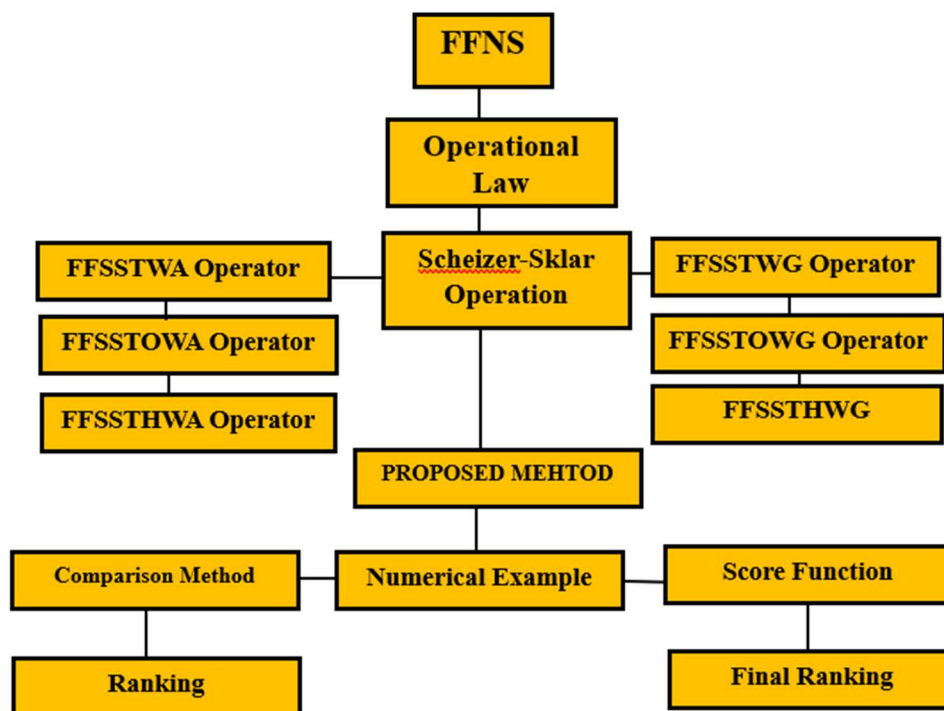 FFNS
Operational
Law
Scheizer-Sklar
Operation
FFSSTWA Operator
FFSSTOWA Operator
FFSSTHWA Operator
FFSSTWG Operator
FFSSTOWG Operator
FFSSTHWG
PROPOSED MEHTOD
Numerical Example
Comparison Method
Ranking
Score Function
Final Ranking